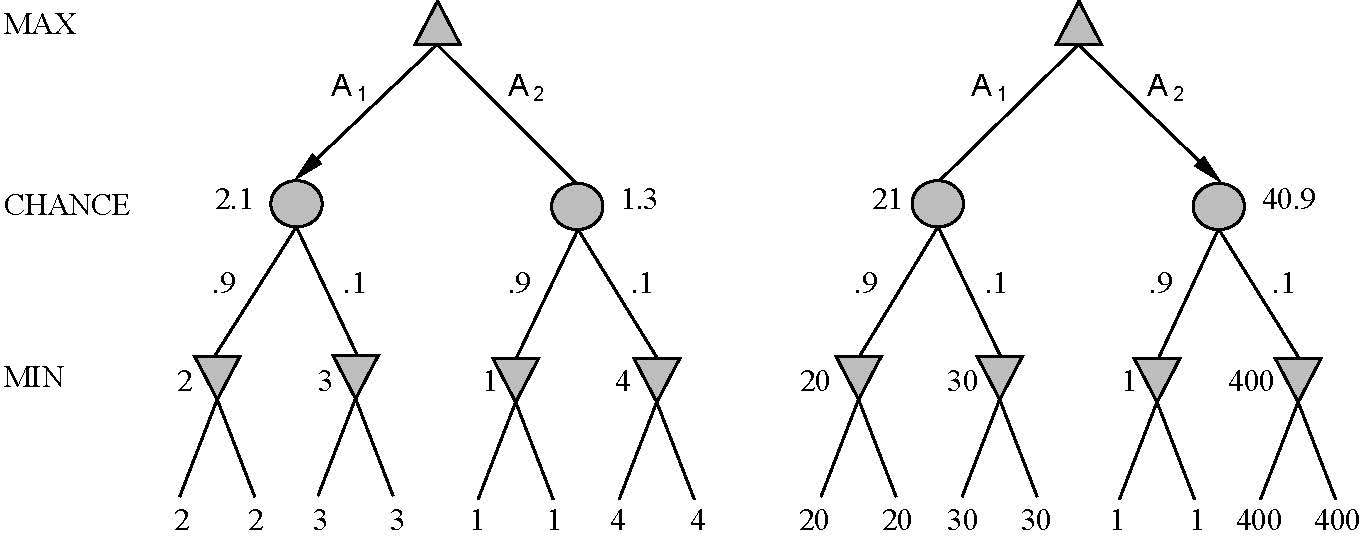 MAX
A1 A2 A1 A2
CHANCE 2.1 1.3 21 40.9
.9 .1 .9 .1 .9 .1 .9 .1
MIN 2 3 1 4 20 30 1 400
2 2 3 3 1 1 4 4 20 20 30 30 1 1 400 400